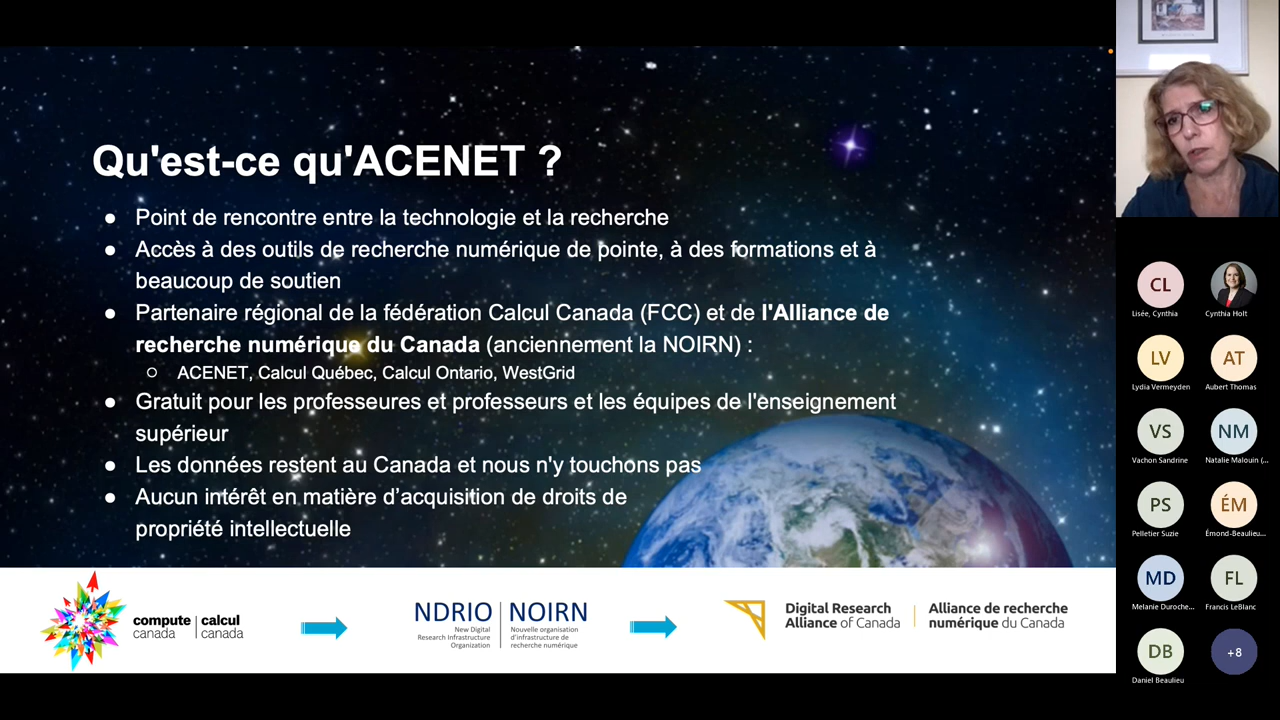 Qu'est-ce qu'ACENET ?
● Point de rencontre entre la technologie et la recherche
● Accès à des outils de recherche numérique de pointe, à des formations et à
beaucoup de soutien
● Partenaire régional de la fédération Calcul Canada (FCC) et de l'Alliance de
recherche numérique du Canada (anciennement la NOIRN) :
○ ACENET, Calcul Québec, Calcul Ontario, WestGrid
● Gratuit pour les professeures et professeurs et les équipes de l'enseignement
supérieur
● Les données restent au Canada et nous n'y touchons pas
● Aucun intérêt en matière d’acquisition de droits de
propriété intellectuelle
compute | calcul
canada | canada
NDRIO | NOIRN
New Digital
Research Infrastructure
Organization
Nouvelle organisation
d'infrastructure de
recherche numérique
Digital Research
Alliance of Canada
Alliance de recherche
numérique du Canada
CL
Lisée, Cynthia
Cynthia Holt
LV
Lydia Vermeyden
AT
Aubert Thomas
VS
Vachon Sandrine
NM
Natalie Malouin (...
PS
Pelletier Suzie
ÉM
Émond-Beaulieu...
MD
Melanie Duroche...
FL
Francis LeBlanc
DB
Daniel Beaulieu
+8